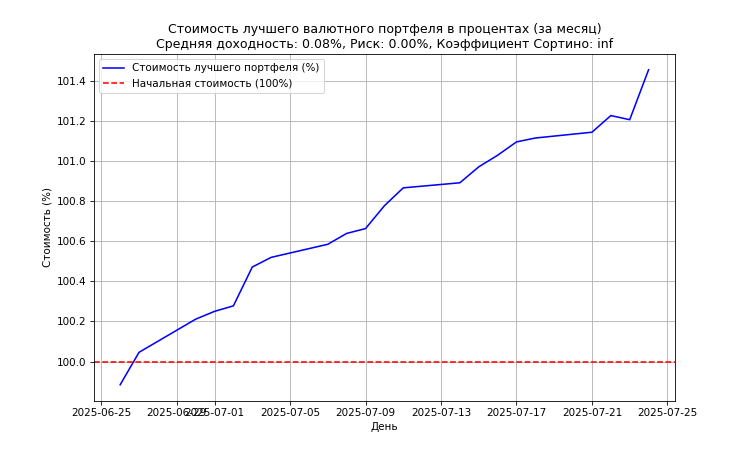 Стоимость лучшего валютного портфеля в процентах (за месяц)
Средняя доходность: 0.08%, Риск: 0.00%, Коэффициент Сортино: inf
Стоимость лучшего портфеля (%)
Начальная стоимость (100%)
101.4
101.2
101.0
100.8
100.6
100.4
100.2
100.0
Стоимость (%)
2025-06-25 2025-06-29 2025-07-01 2025-07-05 2025-07-09 2025-07-13 2025-07-17 2025-07-21 2025-07-25
День